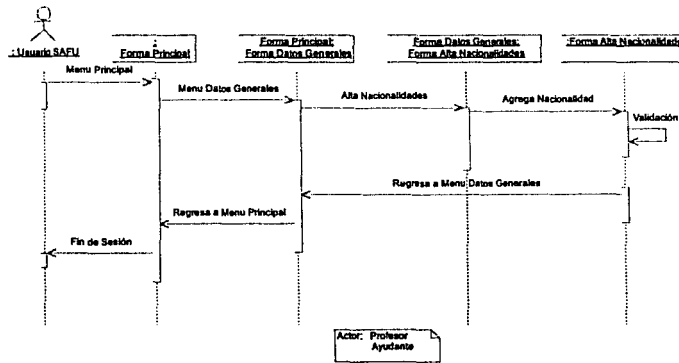 : Usuario SAFU
:
Forma Principal
Forma Principal:
Forma Datos Generales
Forma Datos Generales:
Forma Alta Nacionalidades
:Forma Alta Nacionalidade
Menu Principal
Menu Datos Generales
Alta Nacionalidades
Agrega Nacionalidad
Validación
Regresa a Menu Datos Generales
Regresa a Menu Principal
Fin de Sesión
Actor: Profesor
Ayudante